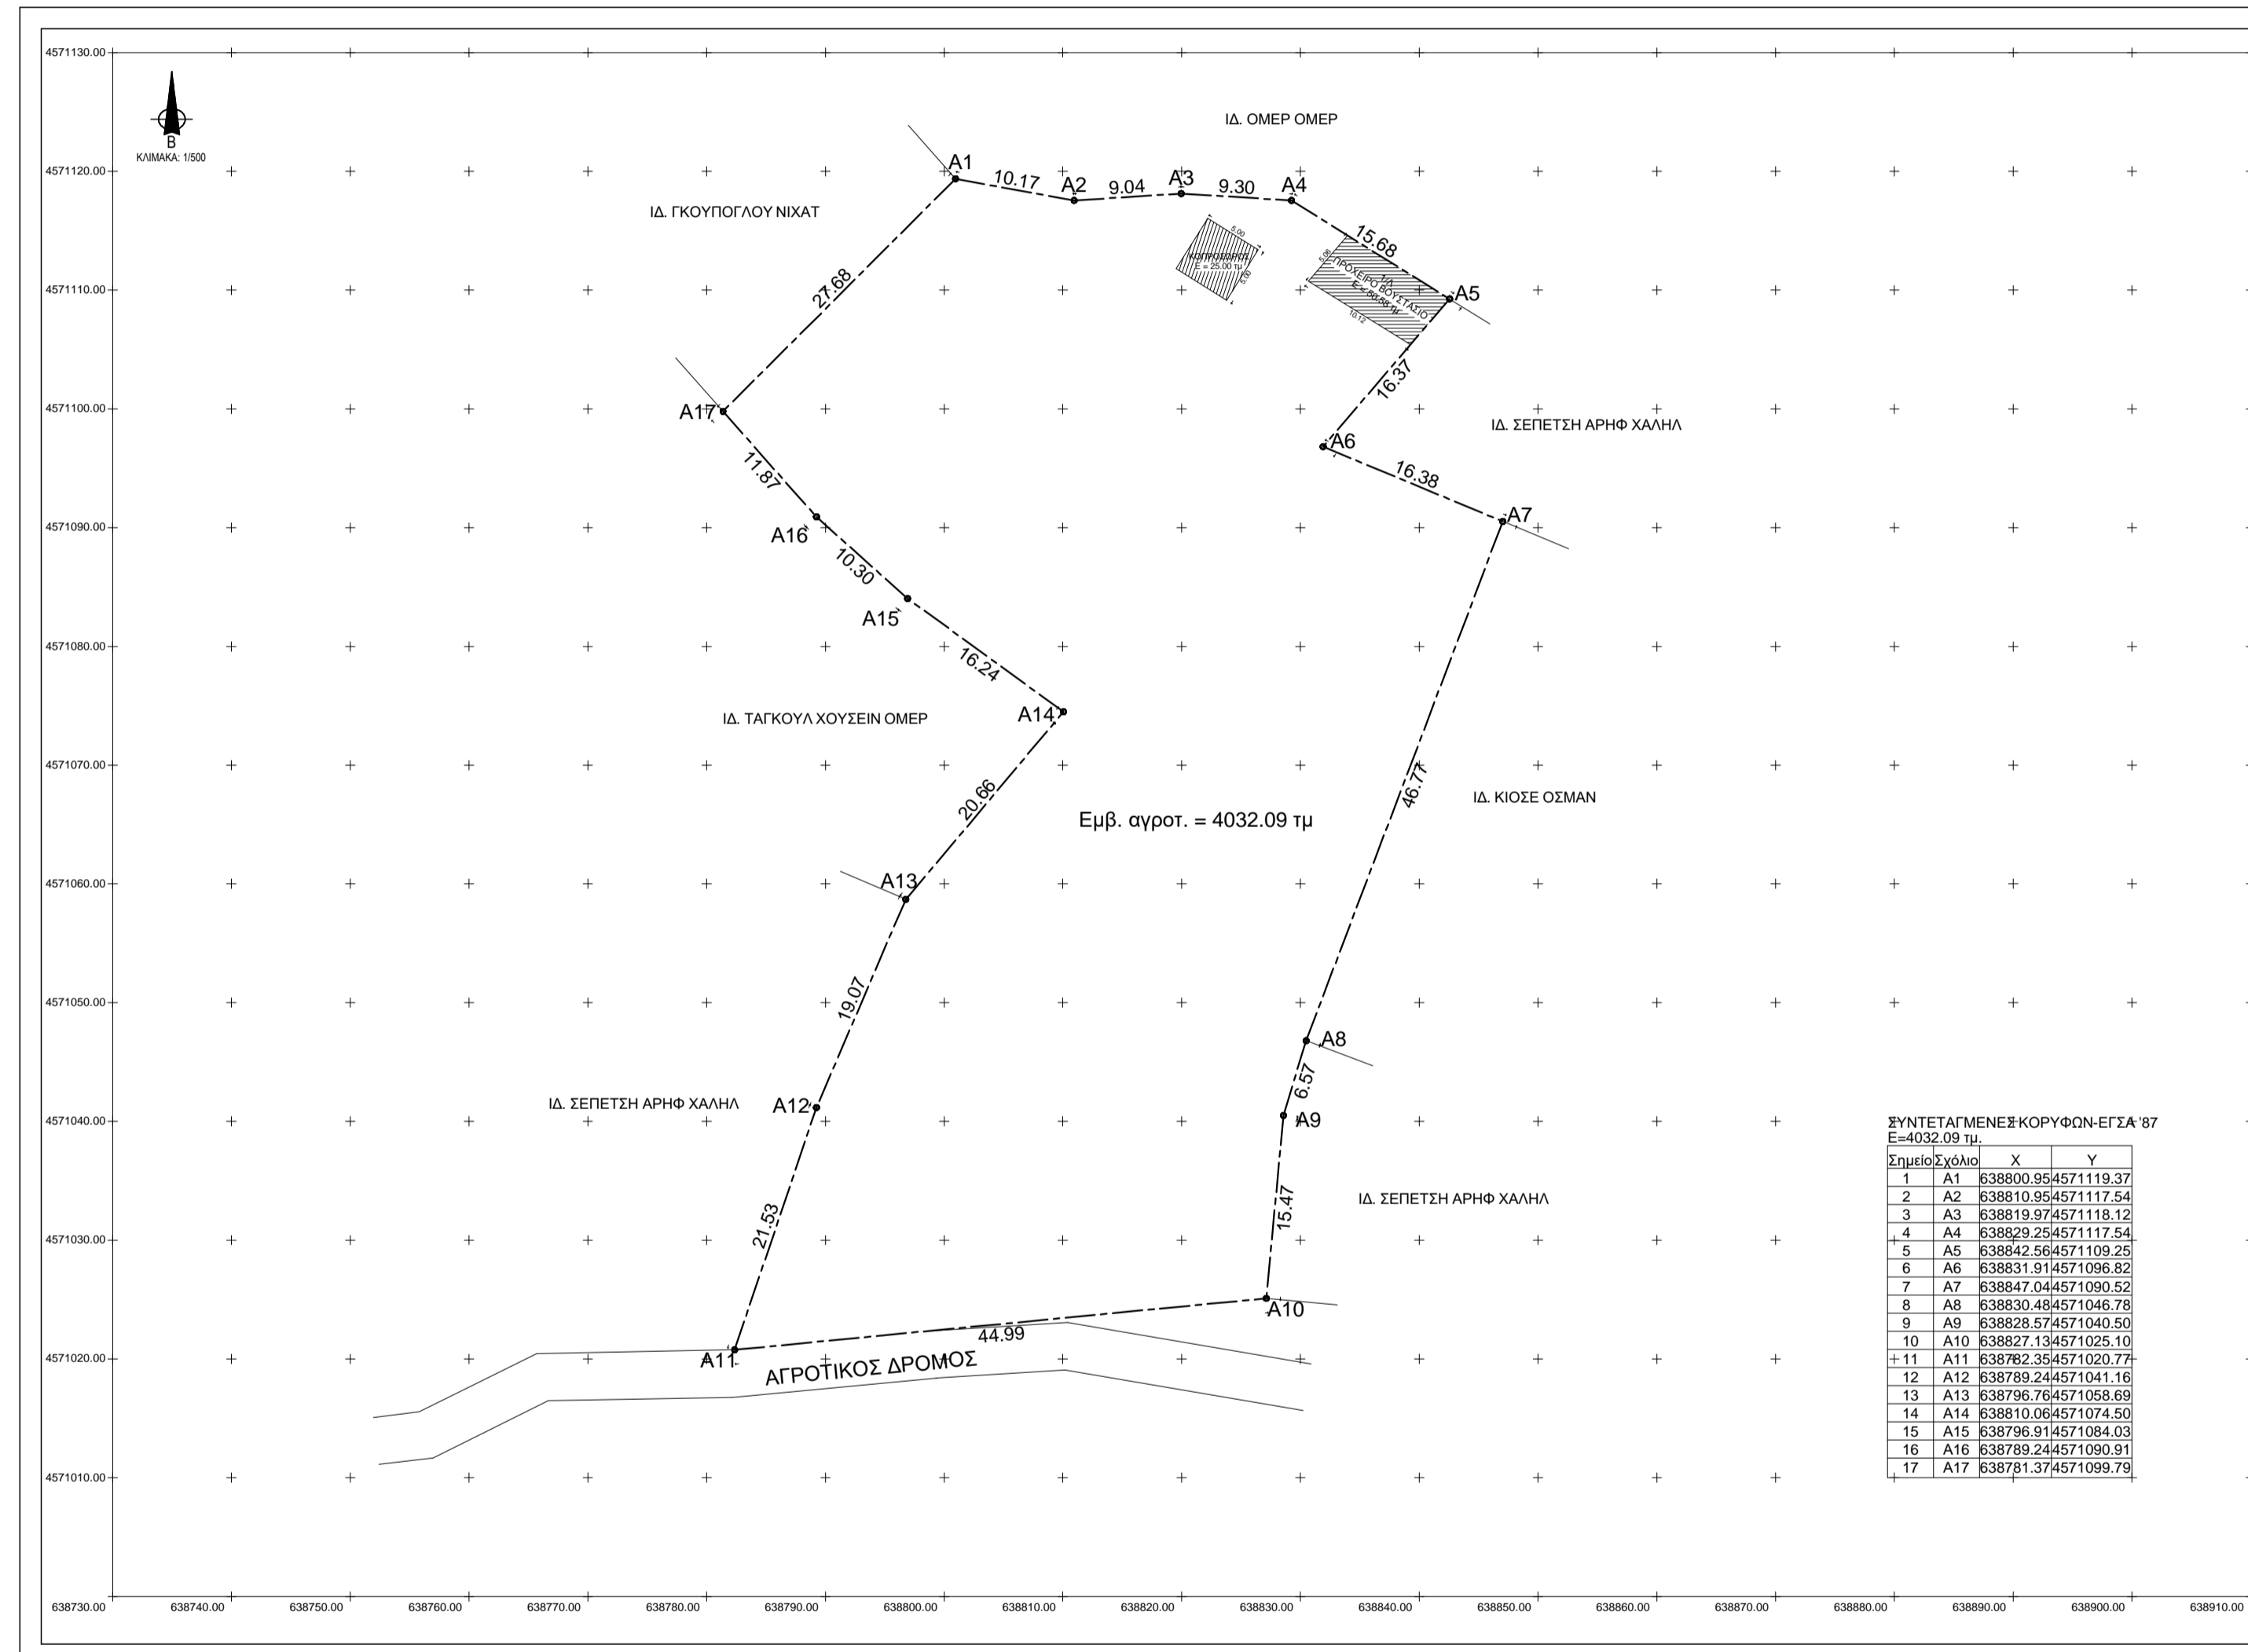 4571130.00
4571120.00
4571110.00
4571100.00
4571090.00
4571080.00
4571070.00
4571060.00
4571050.00
4571040.00
4571030.00
4571020.00
4571010.00
Β
ΚΛΙΜΑΚΑ: 1/500
ΙΔ. ΟΜΕΡ ΟΜΕΡ
A1
10.17
A2
9.04
A3
9.30
A4
ΙΔ. ΓΚΟΥΠΟΓΛΟΥ ΝΙΧΑΤ
15.68
5.00
ΚΟΠΡΟΣΩΡΟΣ
Ε = 25.00 τμ
5.00
5.06
ΠΡΟΧΕΙΡΟ ΒΟΥΣΤΑΣΙΟ
10.12
A5
27.68
16.37
A17
ΙΔ. ΣΕΠΕΤΣΗ ΑΡΗΦ ΧΑΛΗΛ
A6
11.87
16.38
A16
A7
10.30
A15
16.24
A14
ΙΔ. ΤΑΓΚΟΥΛ ΧΟΥΣΕΙΝ ΟΜΕΡ
20.66
46.77
ΙΔ. ΚΙΟΣΕ ΟΣΜΑΝ
Εμβ. αγροτ. = 4032.09 τμ
A13
19.07
A8
6.57
ΙΔ. ΣΕΠΕΤΣΗ ΑΡΗΦ ΧΑΛΗΛ
A12
A9
15.47
ΙΔ. ΣΕΠΕΤΣΗ ΑΡΗΦ ΧΑΛΗΛ
21.53
A10
44.99
A11
ΑΓΡΟΤΙΚΟΣ ΔΡΟΜΟΣ
ΣΥΝΤΕΤΑΓΜΕΝΕΣ ΚΟΡΥΦΩΝ-ΕΓΣΑ '87
Ε=4032.09 τμ.
Σημείο Σχόλιο X Y
1 A1 638800.95 4571119.37
2 A2 638810.95 4571117.54
3 A3 638819.97 4571118.12
4 A4 638829.25 4571117.54
5 A5 638842.56 4571109.25
6 A6 638831.91 4571096.82
7 A7 638847.04 4571090.52
8 A8 638830.48 4571046.78
9 A9 638828.57 4571040.50
10 A10 638827.13 4571025.10
11 A11 638782.35 4571020.77
12 A12 638789.24 4571041.16
13 A13 638796.76 4571058.69
14 A14 638810.06 4571074.50
15 A15 638796.91 4571084.03
16 A16 638789.24 4571090.91
17 A17 638781.37 4571099.79
638730.00 638740.00 638750.00 638760.00 638770.00 638780.00 638790.00 638800.00 638810.00 638820.00 638830.00 638840.00 638850.00 638860.00 638870.00 638880.00 638890.00 638900.00 638910.00